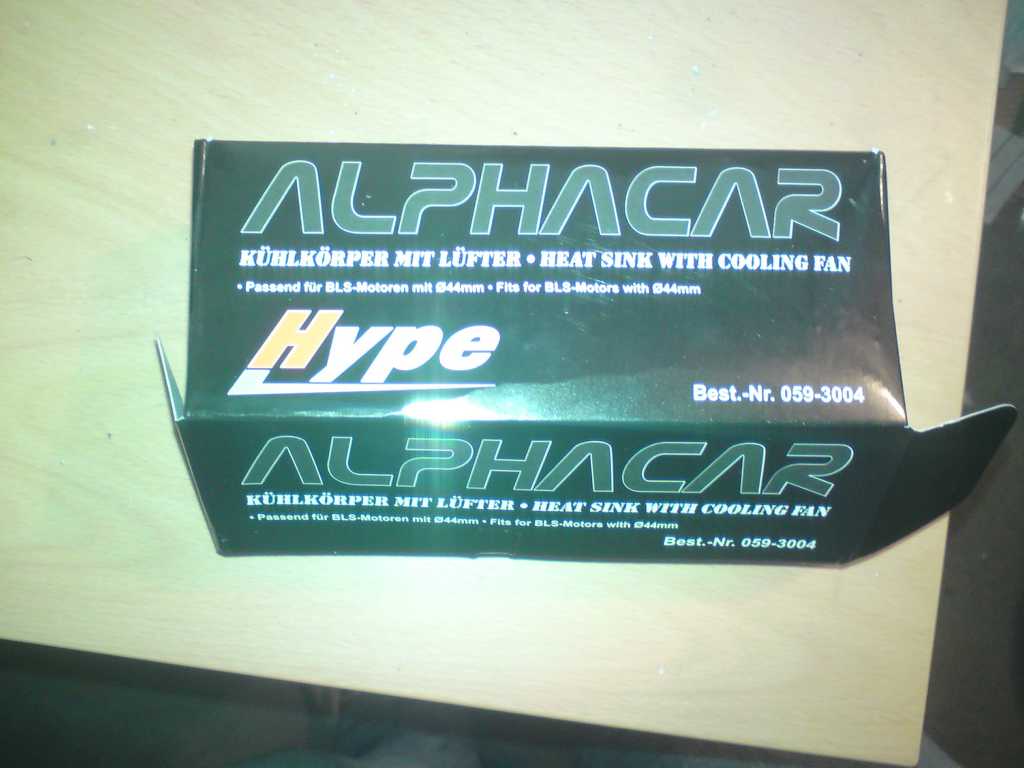 ALPHACAR
KÜHLKÖRPER MIT LÜFTER • HEAT SINK WITH COOLING FAN
• Passend für BLS-Motoren mit Ø44mm • Fits for BLS-Motors with Ø44mm
Hype
Best.-Nr. 059-3004
ALPHACAR
KÜHLKÖRPER MIT LÜFTER • HEAT SINK WITH COOLING FAN
• Passend für BLS-Motoren mit Ø44mm • Fits for BLS-Motors with Ø44mm
Best.-Nr. 059-3004